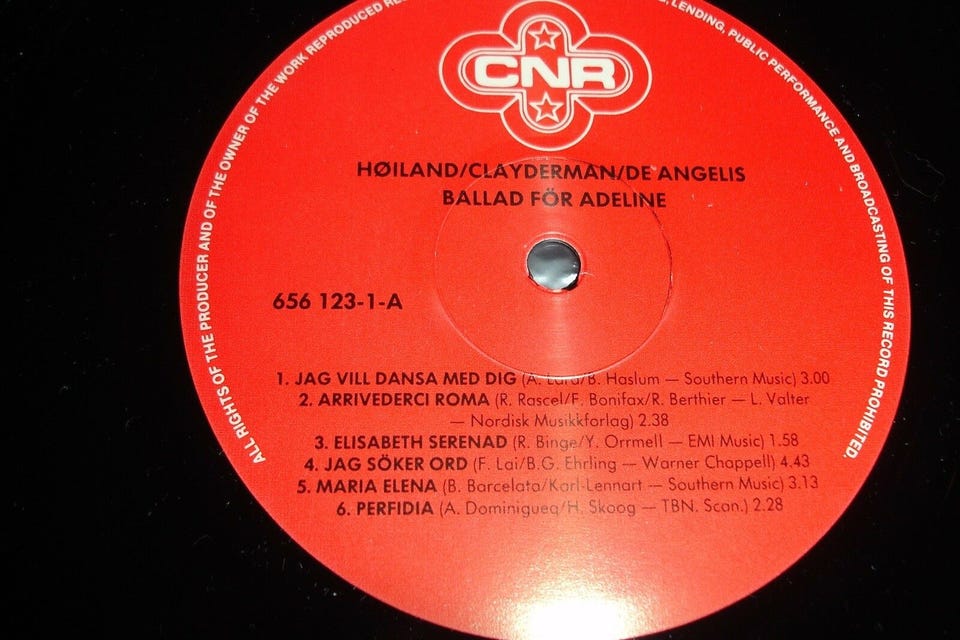 CNR
ALL RIGHTS OF THE PRODUCER AND OF THE OWNER OF THE WORK REPRODUCED
LENDING, PUBLIC PERFORMANCE AND BROADCASTING OF THIS RECORD PROHIBITED.
HØILAND/CLAYDERMAN/DE ANGELIS
BALLAD FÖR ADELINE
656 123-1-A
1. JAG VILL DANSA MED DIG (A. Lara/B. Haslum — Southern Music) 3.00
2. ARRIVEDERCI ROMA (R. Rascel/F. Bonifax/R. Berthier — L. Valter
— Nordisk Musikkforlag) 2.38
3. ELISABETH SERENAD (R. Binge/Y. Orrmell — EMI Music) 1.58
4. JAG SÖKER ORD (F. Lai/B.G. Ehrling — Warner Chappell) 4.43
5. MARIA ELENA (B. Barcelata/Karl-Lennart — Southern Music) 3.13
6. PERFIDIA (A. Dominigueq/H. Skoog — TBN. Scan.) 2.28